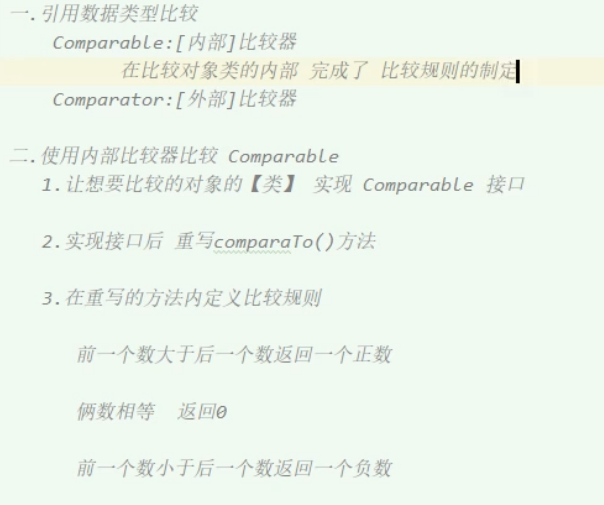 一.引用数据类型比较
Comparable:[内部]比较器
在比较对象类的内部 完成了 比较规则的制定
Comparator:[外部]比较器
二.使用内部比较器比较 Comparable
1.让想要比较的对象的【类】 实现 Comparable 接口
2.实现接口后 重写comparaTo()方法
3.在重写的方法内定义比较规则
前一个数大于后一个数返回一个正数
俩数相等 返回0
前一个数小于后一个数返回一个负数